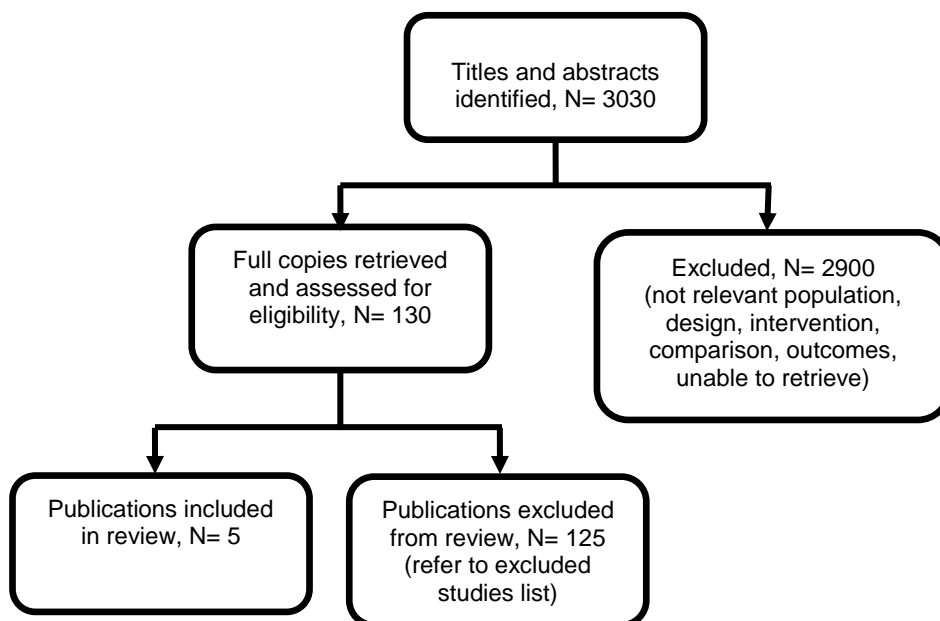 Titles and abstracts
identified, N= 3030
Full copies retrieved
and assessed for
eligibility, N= 130
Excluded, N= 2900
(not relevant population,
design, intervention,
comparison, outcomes,
unable to retrieve)
Publications included
in review, N= 5
Publications excluded
from review, N= 125
(refer to excluded
studies list)